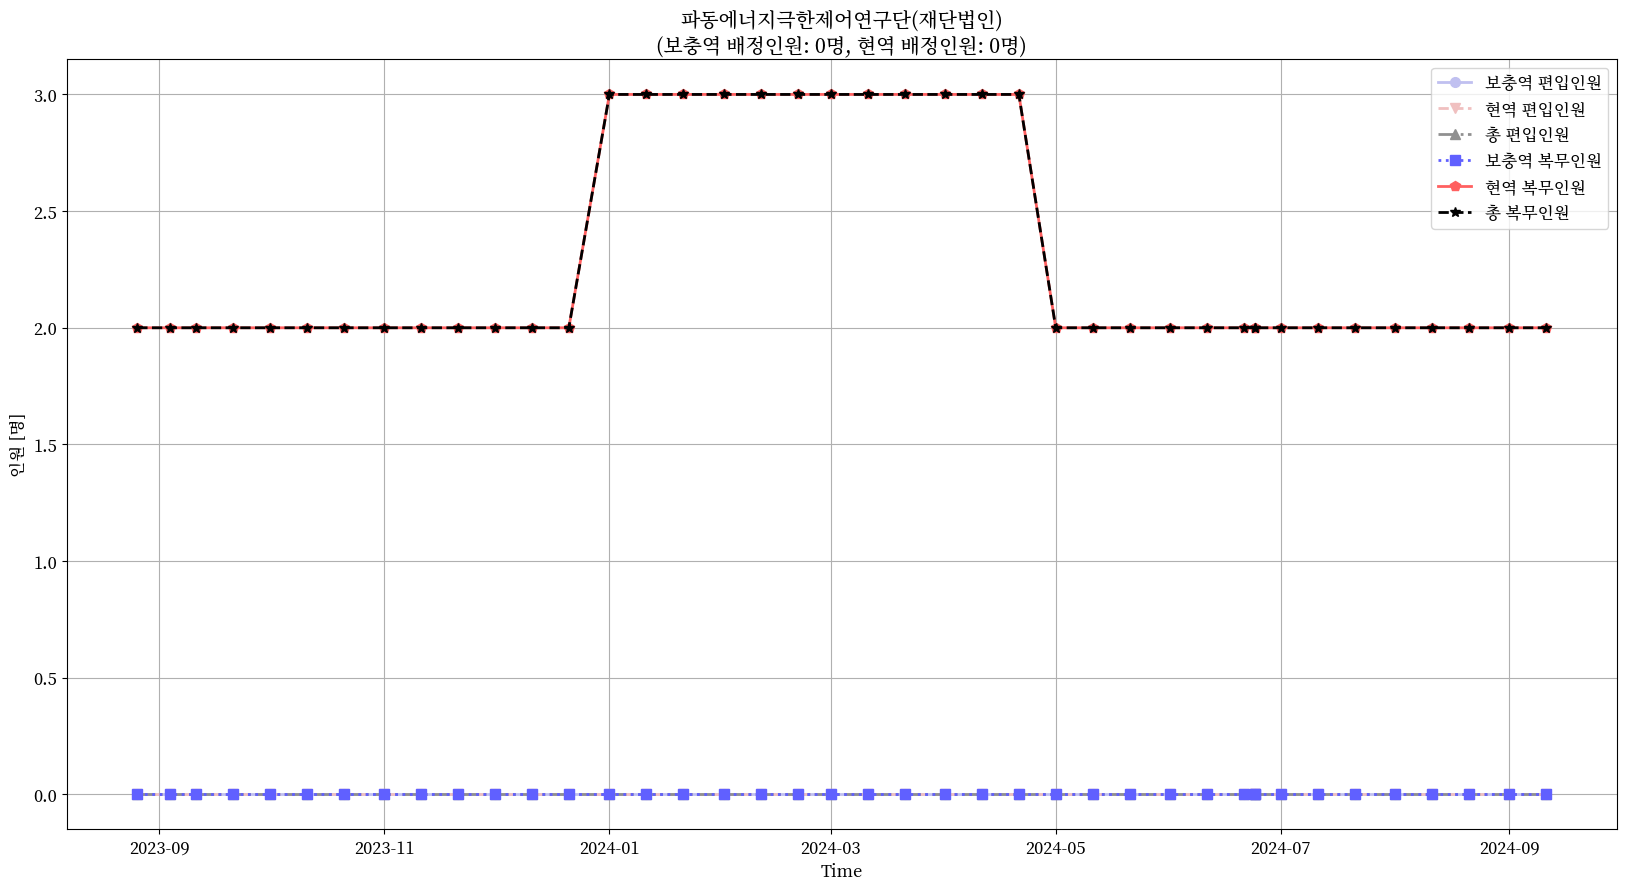 파동에너지극한제어연구단(재단법인)
(보충역 배정인원: 0명, 현역 배정인원: 0명)
보충역 편입인원
현역 편입인원
총 편입인원
보충역 복무인원
현역 복무인원
총 복무인원
인원 [명]
3.0
2.5
2.0
1.5
1.0
0.5
0.0
2023-09
2023-11
2024-01
2024-03
2024-05
2024-07
2024-09
Time